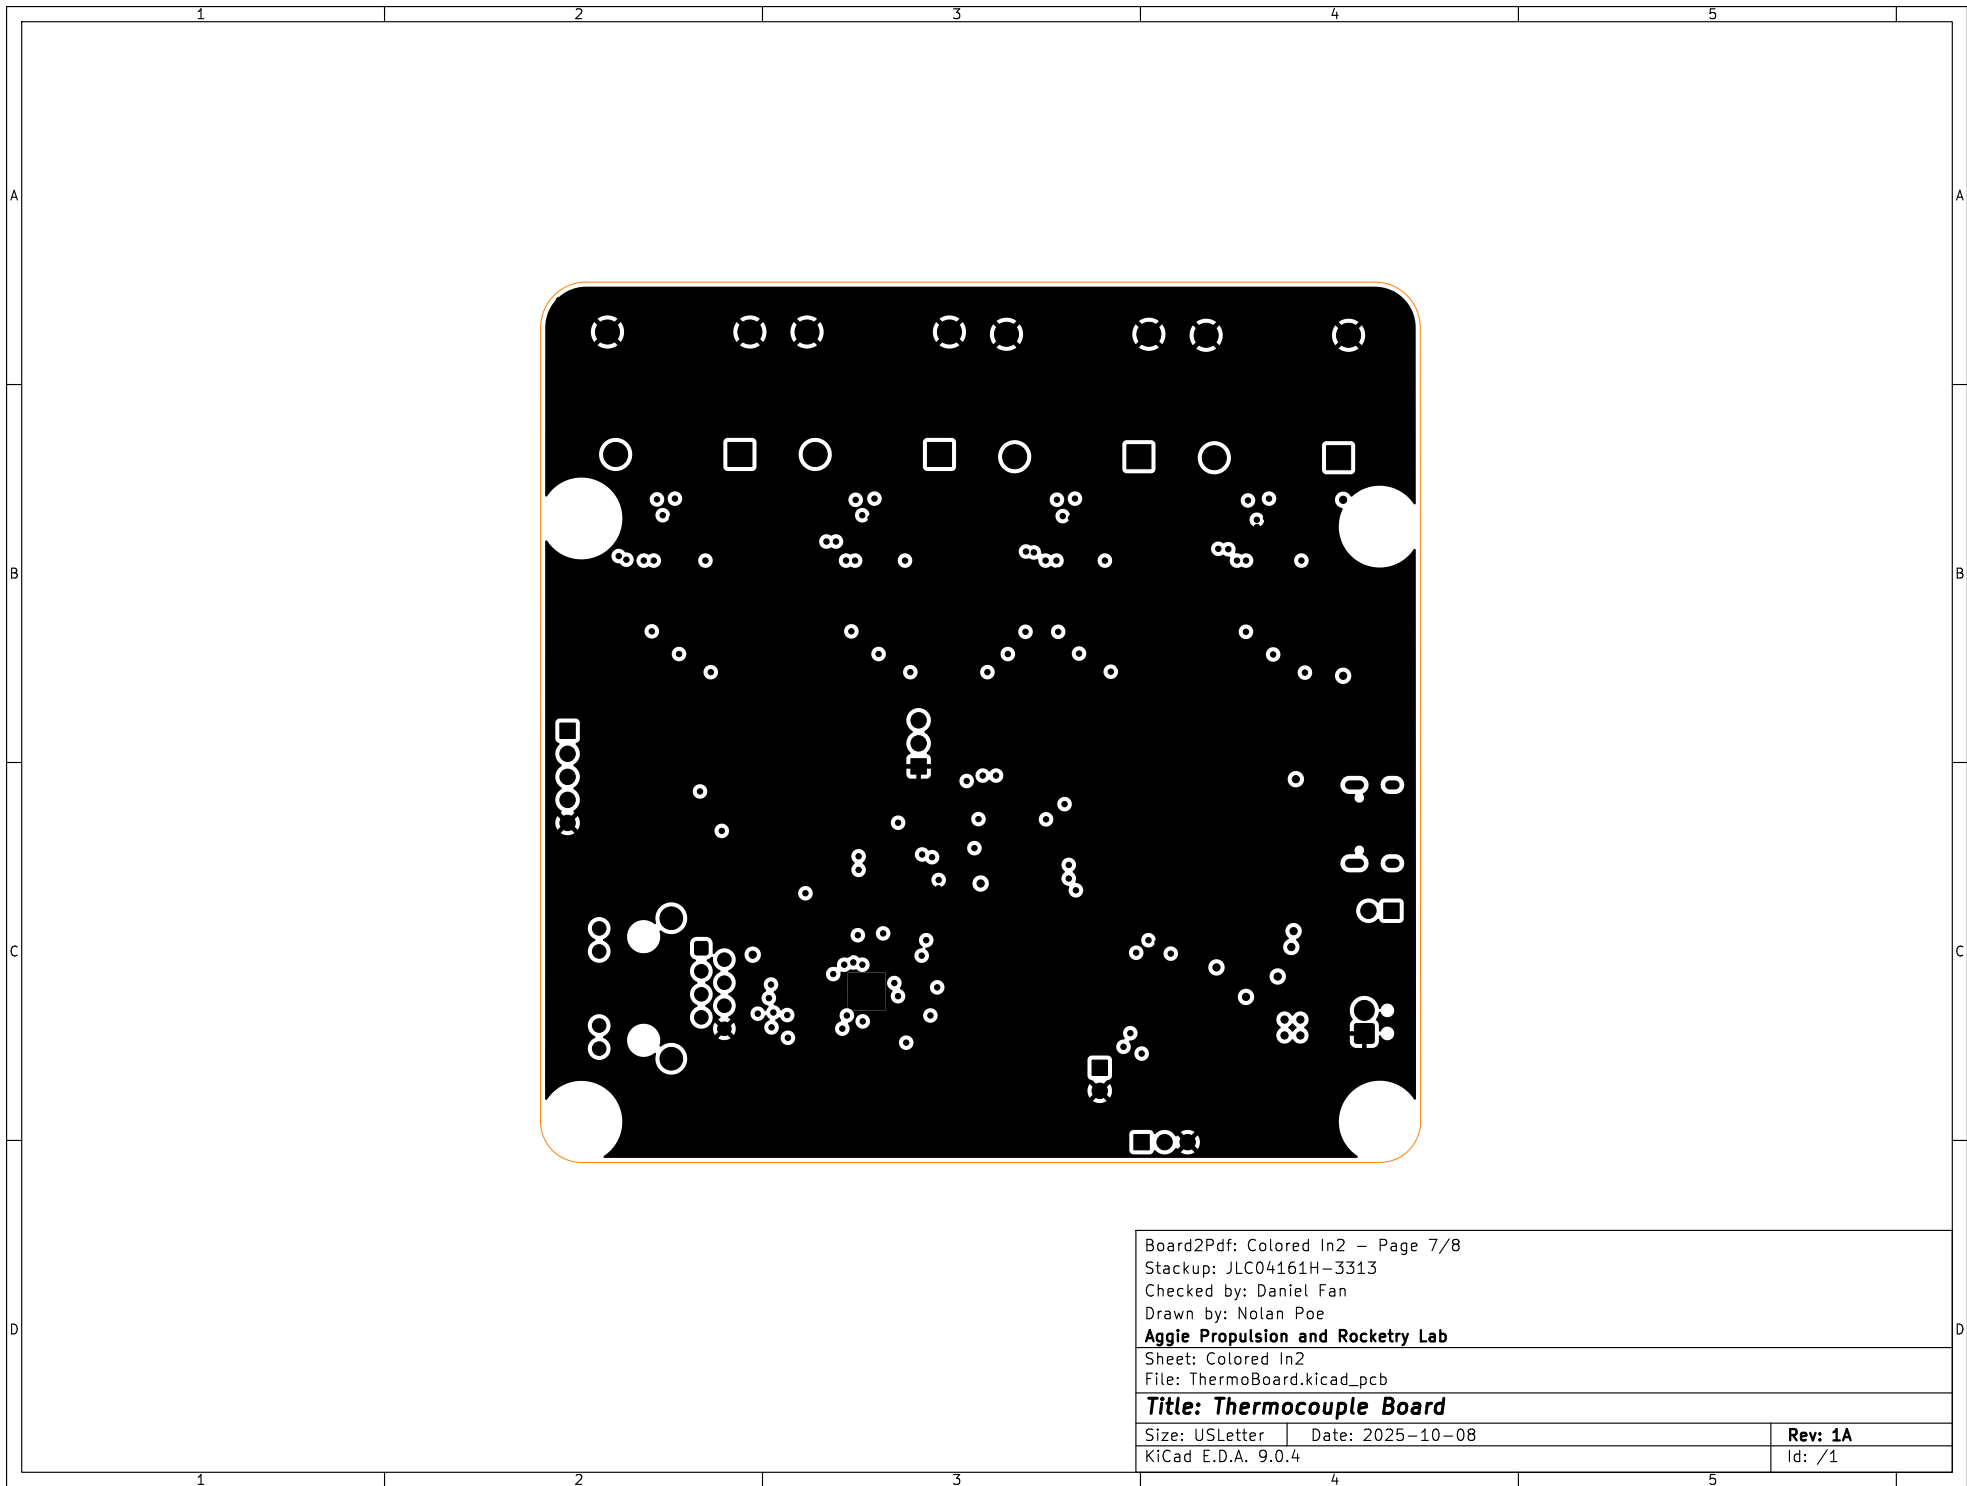 1 2 3 4 5
A A
B B
C C
D D
Board2Pdf: Colored In2 - Page 7/8
Stackup: JLC04161H-3313
Checked by: Daniel Fan
Drawn by: Nolan Poe
Aggie Propulsion and Rocketry Lab
Sheet: Colored In2
File: ThermoBoard.kicad_pcb
Title: Thermocouple Board
Size: USLetter Date: 2025-10-08 Rev: 1A
KiCad E.D.A. 9.0.4 Id: /1
1 2 3 4 5